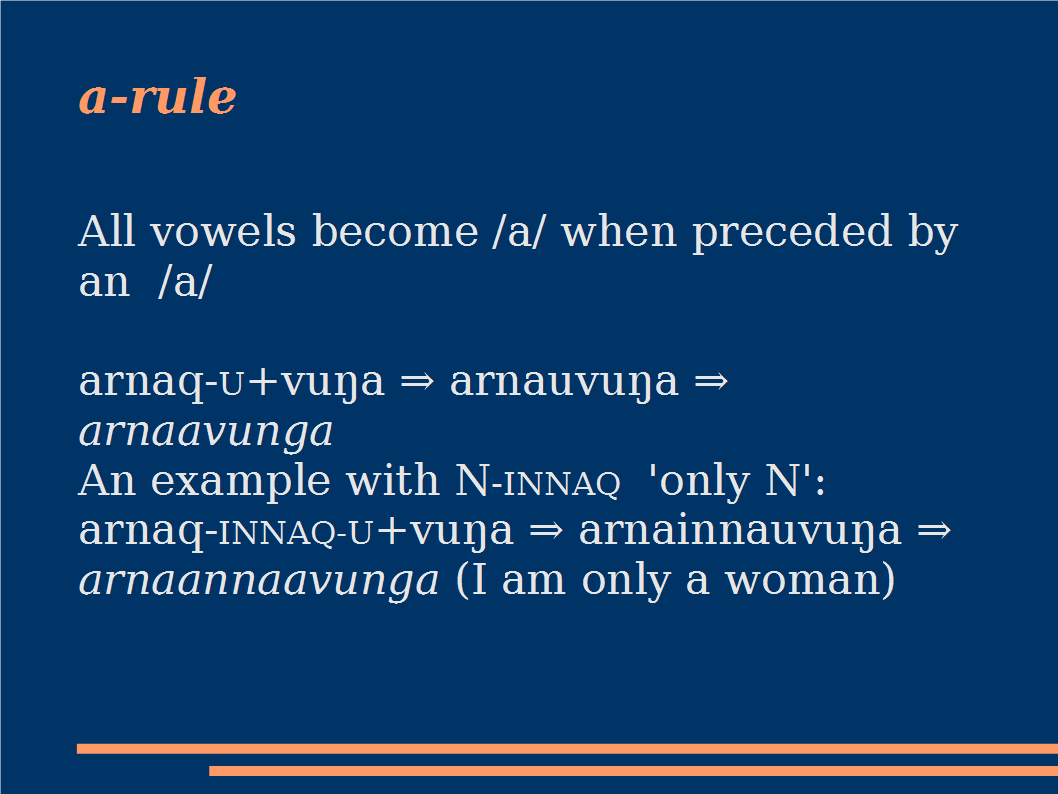 a-rule
All vowels become /a/ when preceded by
an /a/
arnaq-U+vuŋa ⇒ arnauvuŋa ⇒
arnaavunga
An example with N-INNAQ 'only N':
arnaq-INNAQ-U+vuŋa ⇒ arnainnauvuŋa ⇒
arnaannaavunga (I am only a woman)